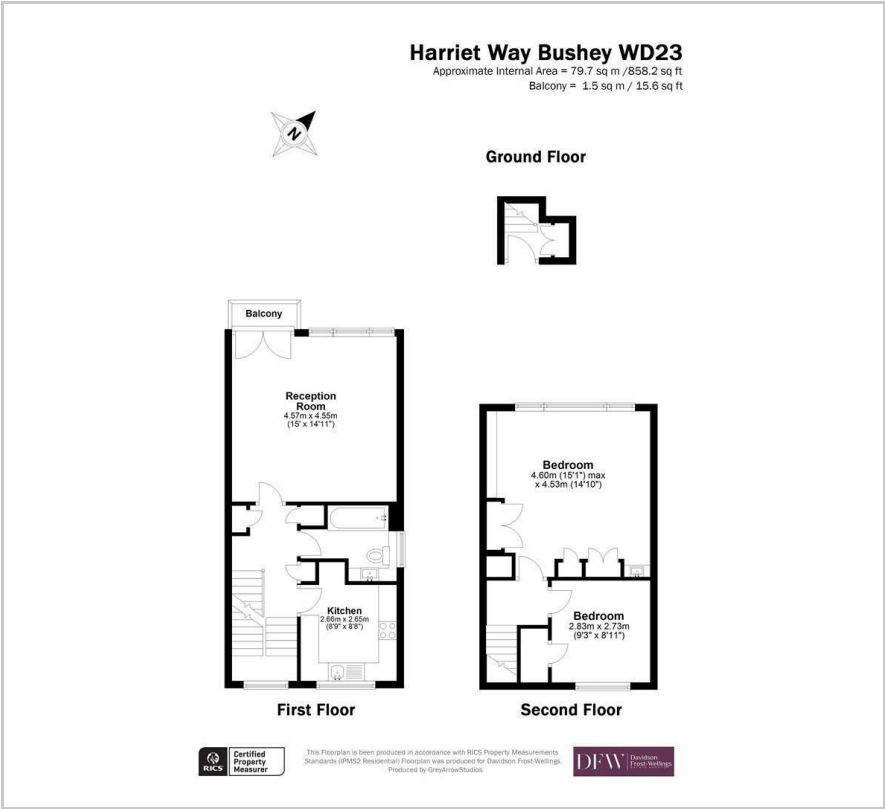 Harriet Way Bushey WD23
Approximate Internal Area = 79.7 sq m /858.2 sq ft
Balcony = 1.5 sq m / 15.6 sq ft
N
Ground Floor
Balcony
Reception
Room
4.57m x 4.55m
(15' x 14'11")
Bedroom
4.60m (15'1") max
x 4.53m (14'10")
Kitchen
2.66m x 2.65m
(8'9" x 8'8")
Bedroom
2.83m x 2.73m
(9'3" x 8'11")
First Floor
Second Floor
RICS
Certified
Property
Measurer
This Floorplan is been produced in accordance with RICS Property Measurements
Standards (IPMS2 Residential) Floorplan was produced for Davidson Frost-Wellings.
Produced by GreyArrowStudios
DFW
Davidson
Frost-Wellings